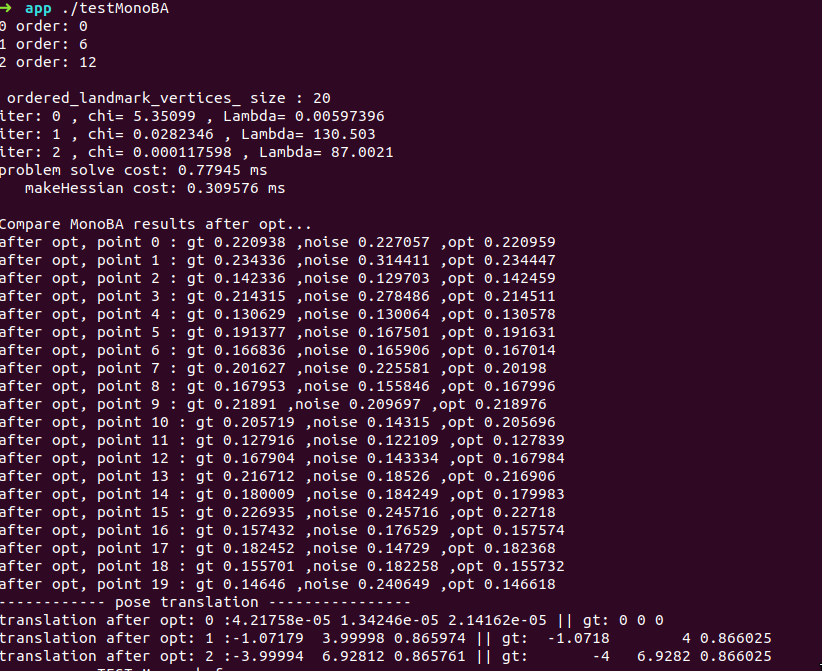 → app ./testMonoBA
0 order: 0
1 order: 6
2 order: 12
ordered_landmark_vertices_ size : 20
iter: 0 , chi= 5.35099 , Lambda= 0.00597396
iter: 1 , chi= 0.0282346 , Lambda= 130.503
iter: 2 , chi= 0.000117598 , Lambda= 87.0021
problem solve cost: 0.77945 ms
makeHessian cost: 0.309576 ms
Compare MonoBA results after opt...
after opt, point 0 : gt 0.220938 ,noise 0.227057 ,opt 0.220959
after opt, point 1 : gt 0.234336 ,noise 0.314411 ,opt 0.234447
after opt, point 2 : gt 0.142336 ,noise 0.129703 ,opt 0.142459
after opt, point 3 : gt 0.214315 ,noise 0.278486 ,opt 0.214511
after opt, point 4 : gt 0.130629 ,noise 0.130064 ,opt 0.130578
after opt, point 5 : gt 0.191377 ,noise 0.167501 ,opt 0.191631
after opt, point 6 : gt 0.166836 ,noise 0.165906 ,opt 0.167014
after opt, point 7 : gt 0.201627 ,noise 0.225581 ,opt 0.20198
after opt, point 8 : gt 0.167953 ,noise 0.155846 ,opt 0.167996
after opt, point 9 : gt 0.21891 ,noise 0.209697 ,opt 0.218976
after opt, point 10 : gt 0.205719 ,noise 0.14315 ,opt 0.205696
after opt, point 11 : gt 0.127916 ,noise 0.122109 ,opt 0.127839
after opt, point 12 : gt 0.167904 ,noise 0.143334 ,opt 0.167984
after opt, point 13 : gt 0.216712 ,noise 0.18526 ,opt 0.216906
after opt, point 14 : gt 0.180009 ,noise 0.184249 ,opt 0.179983
after opt, point 15 : gt 0.226935 ,noise 0.245716 ,opt 0.22718
after opt, point 16 : gt 0.157432 ,noise 0.176529 ,opt 0.157574
after opt, point 17 : gt 0.182452 ,noise 0.14729 ,opt 0.182368
after opt, point 18 : gt 0.155701 ,noise 0.182258 ,opt 0.155732
after opt, point 19 : gt 0.14646 ,noise 0.240649 ,opt 0.146618
------------ pose translation ----------------
translation after opt: 0 :4.21758e-05 1.34246e-05 2.14162e-05 || gt: 0 0 0
translation after opt: 1 :-1.07179 3.99998 0.865974 || gt: -1.0718 4 0.866025
translation after opt: 2 :-3.99994 6.92812 0.865761 || gt: -4 6.9282 0.866025